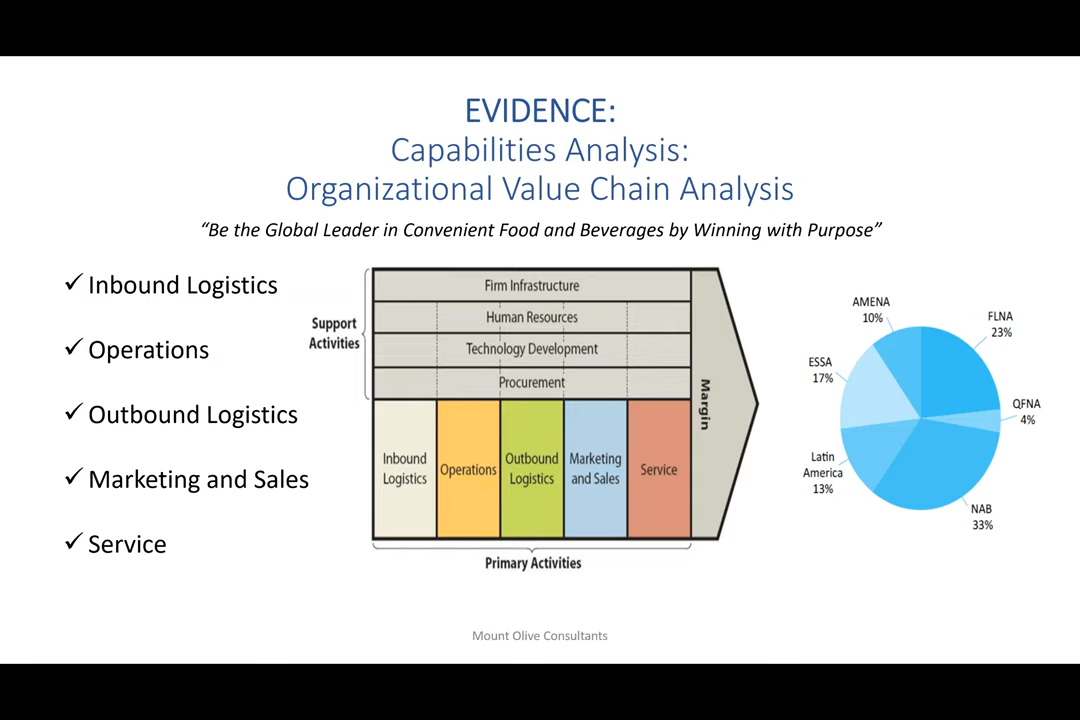 EVIDENCE:
Capabilities Analysis:
Organizational Value Chain Analysis
“Be the Global Leader in Convenient Food and Beverages by Winning with Purpose”
✓ Inbound Logistics
✓ Operations
✓ Outbound Logistics
✓ Marketing and Sales
✓ Service
Support
Activities
Firm Infrastructure
Human Resources
Technology Development
Procurement
Inbound
Logistics
Operations
Outbound
Logistics
Marketing
and Sales
Service
Margin
Primary Activities
AMENA
10%
FLNA
23%
ESSA
17%
QFNA
4%
Latin
America
13%
NAB
33%
Mount Olive Consultants